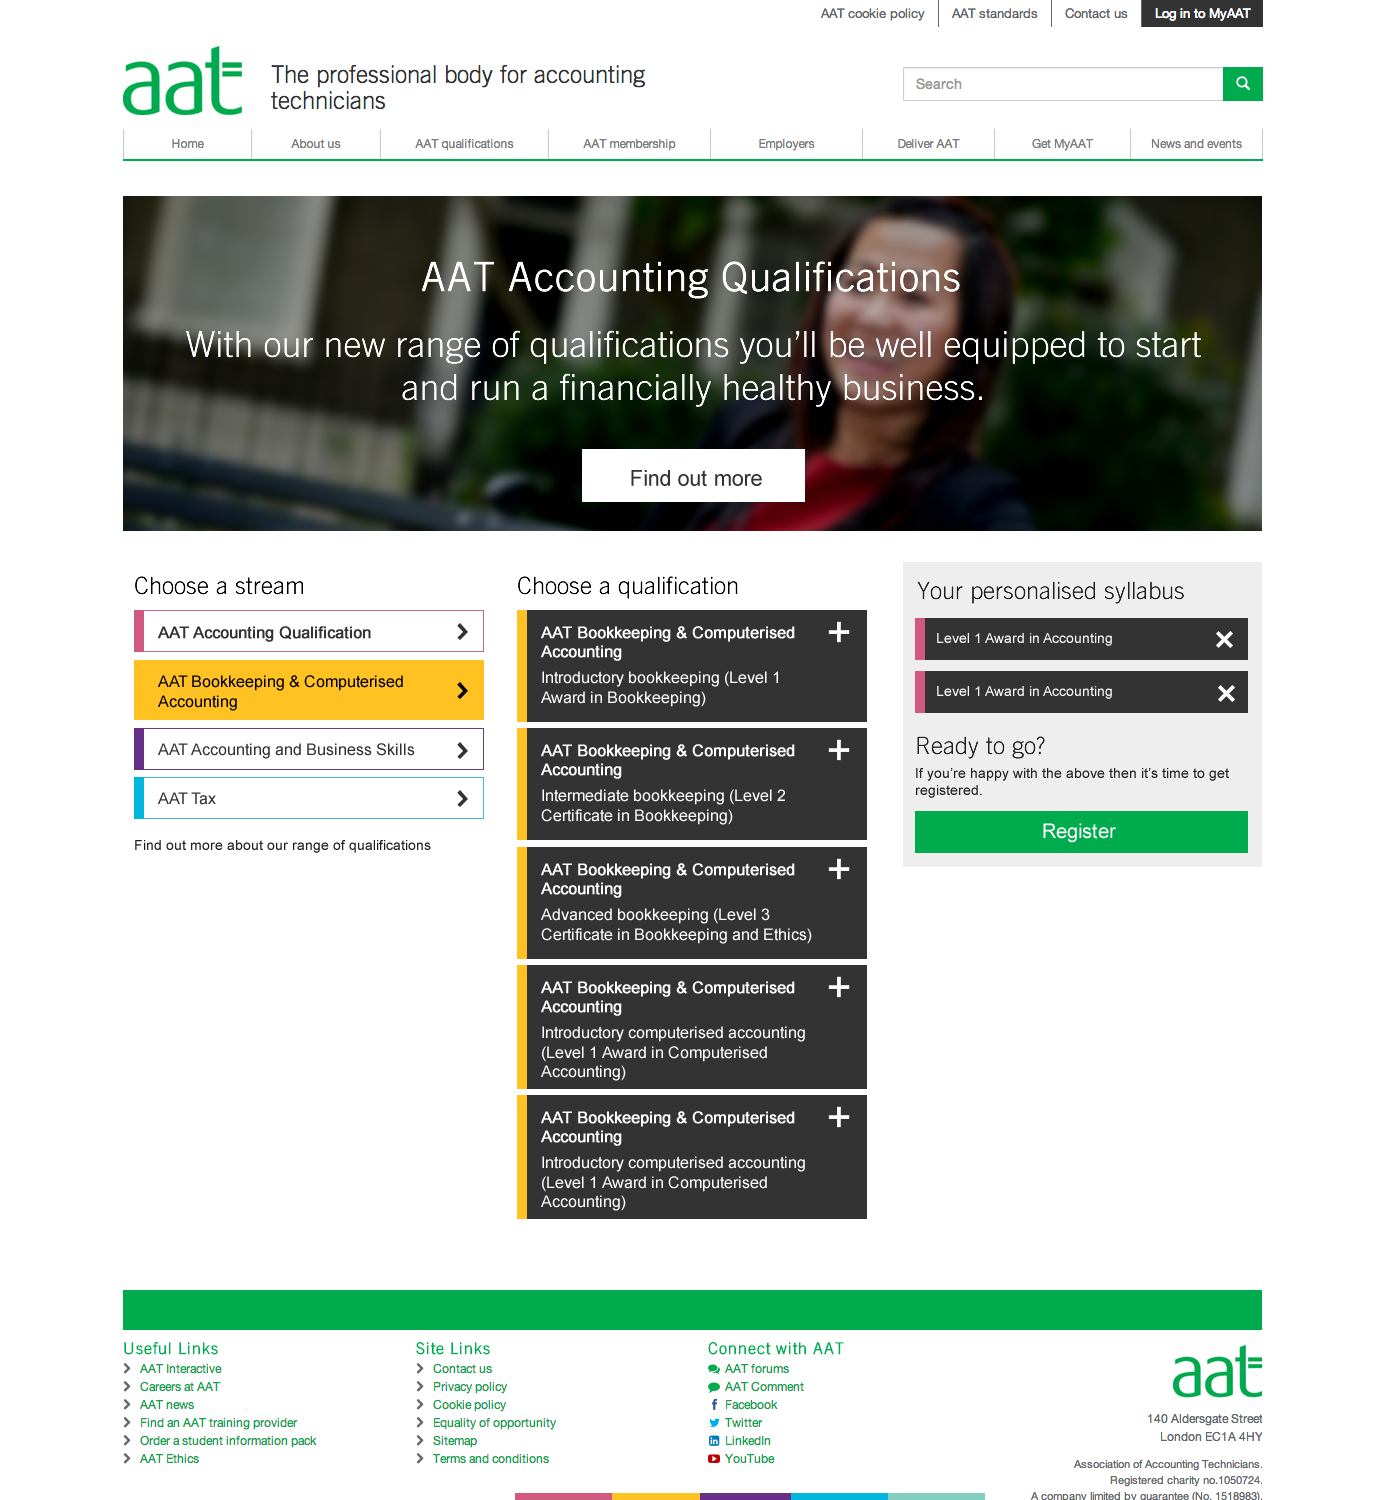 AAT cookie policy
AAT standards
Contact us
Log in to MyAAT
aat
The professional body for accounting
technicians
Search
Home
About us
AAT qualifications
AAT membership
Employers
Deliver AAT
Get MyAAT
News and events
AAT Accounting Qualifications
With our new range of qualifications you’ll be well equipped to start
and run a financially healthy business.
Find out more
Choose a stream
AAT Accounting Qualification
AAT Bookkeeping & Computerised
Accounting
AAT Accounting and Business Skills
AAT Tax
Find out more about our range of qualifications
Choose a qualification
AAT Bookkeeping & Computerised
Accounting
Introductory bookkeeping (Level 1
Award in Bookkeeping)
AAT Bookkeeping & Computerised
Accounting
Intermediate bookkeeping (Level 2
Certificate in Bookkeeping)
AAT Bookkeeping & Computerised
Accounting
Advanced bookkeeping (Level 3
Certificate in Bookkeeping and Ethics)
AAT Bookkeeping & Computerised
Accounting
Introductory computerised accounting
(Level 1 Award in Computerised
Accounting)
AAT Bookkeeping & Computerised
Accounting
Introductory computerised accounting
(Level 1 Award in Computerised
Accounting)
Your personalised syllabus
Level 1 Award in Accounting
Level 1 Award in Accounting
Ready to go?
If you’re happy with the above then it’s time to get
registered.
Register
Useful Links
AAT Interactive
Careers at AAT
AAT news
Find an AAT training provider
Order a student information pack
AAT Ethics
Site Links
Contact us
Privacy policy
Cookie policy
Equality of opportunity
Sitemap
Terms and conditions
Connect with AAT
AAT forums
AAT Comment
Facebook
Twitter
LinkedIn
YouTube
aat
140 Aldersgate Street
London EC1A 4HY
Association of Accounting Technicians.
Registered charity no.1050724.
A company limited by guarantee (No. 1518983).